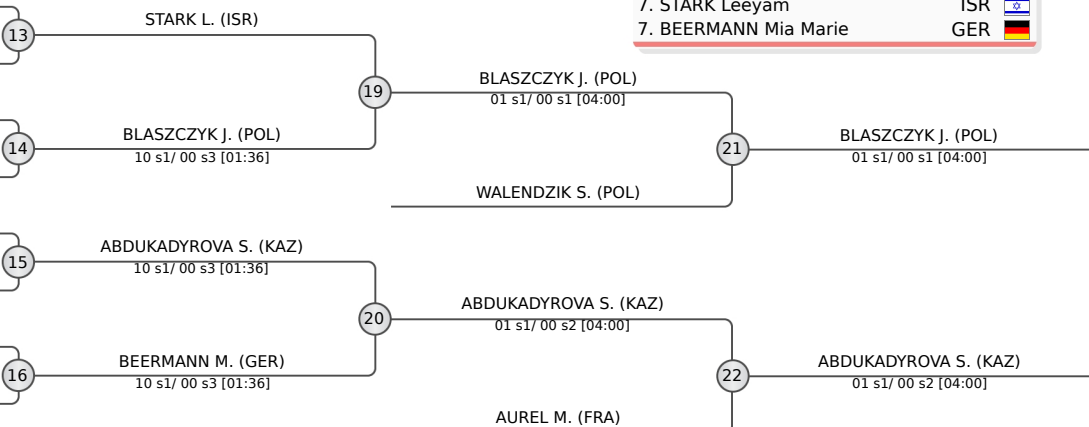 7. STARK Leeyam ISR
7. BEERMANN Mia Marie GER
STARK L. (ISR)
13
BLASZCZYK J. (POL)
19
01 s1/ 00 s1 [04:00]
BLASZCZYK J. (POL)
14
10 s1/ 00 s3 [01:36]
BLASZCZYK J. (POL)
21
01 s1/ 00 s1 [04:00]
WALENDZIK S. (POL)
ABDUKADYROVA S. (KAZ)
15
10 s1/ 00 s3 [01:36]
ABDUKADYROVA S. (KAZ)
20
01 s1/ 00 s2 [04:00]
BEERMANN M. (GER)
16
10 s1/ 00 s3 [01:36]
ABDUKADYROVA S. (KAZ)
22
01 s1/ 00 s2 [04:00]
AUREL M. (FRA)